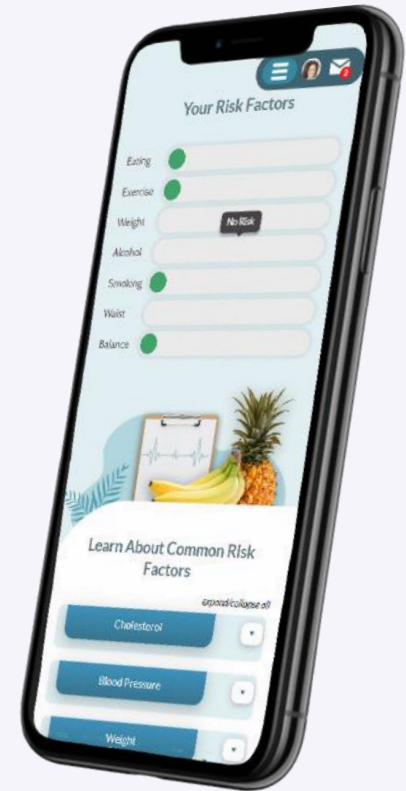 2
Your Risk Factors
Eating
Exercise
Weight
No Risk
Alcohol
Smoking
Waist
Balance
Learn About Common Risk
Factors
expand/collapse all
Cholesterol
Blood Pressure
Weight